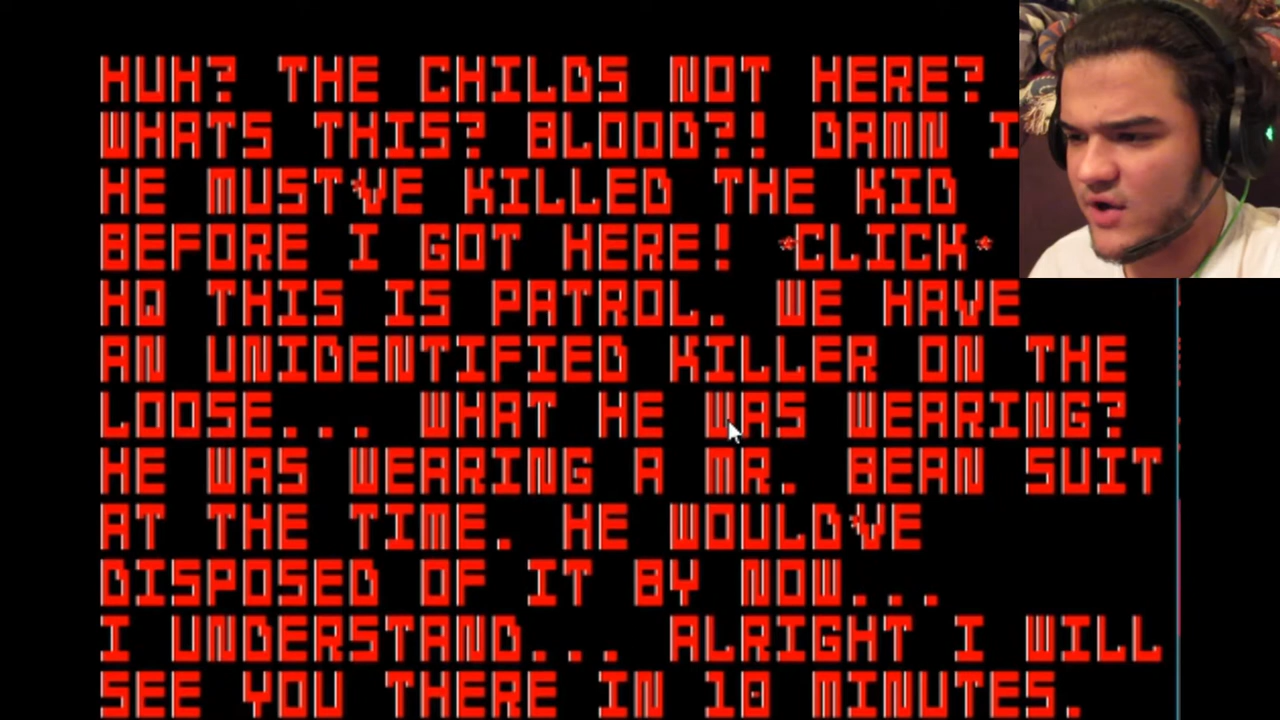 HUH? THE CHILDS NOT HERE?
WHATS THIS? BLOOD?! DAMN I
HE MUST*VE KILLED THE KID
BEFORE I GOT HERE! *CLICK*
HQ THIS IS PATROL. WE HAVE
AN UNIDENTIFIED KILLER ON THE
LOOSE... WHAT HE WAS WEARING?
HE WAS WEARING A MR. BEAN SUIT
AT THE TIME. HE WOULD*VE
DISPOSED OF IT BY NOW...
I UNDERSTAND... ALRIGHT I WILL
SEE YOU THERE IN 10 MINUTES.